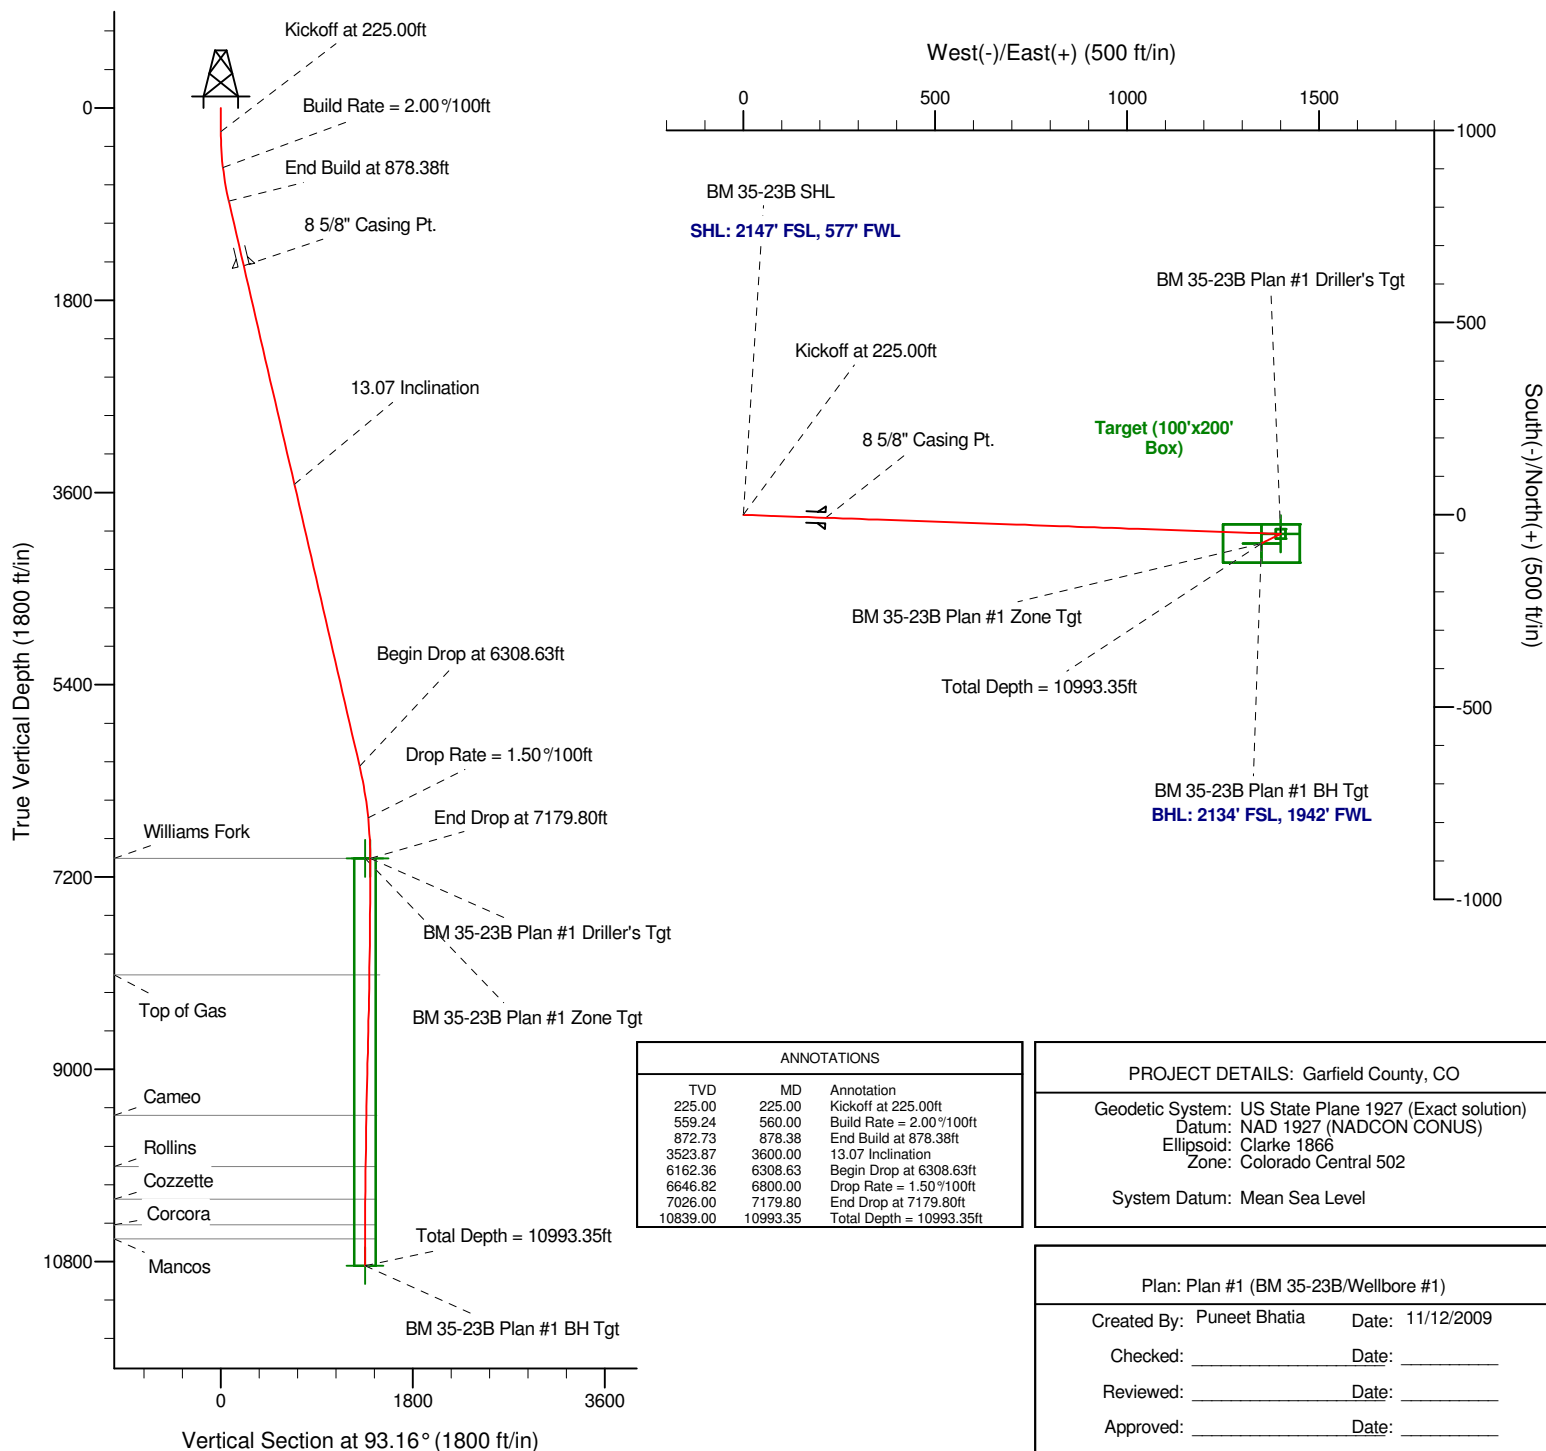 Kickoff at 225.00ft
Build Rate = 2.00°/100ft
End Build at 878.38ft
8 5/8" Casing Pt.
13.07 Inclination
Begin Drop at 6308.63ft
Drop Rate = 1.50°/100ft
End Drop at 7179.80ft
BM 35-23B Plan #1 Driller's Tgt
BM 35-23B Plan #1 Zone Tgt
Total Depth = 10993.35ft
BM 35-23B Plan #1 BH Tgt
Williams Fork
Top of Gas
Cameo
Rollins
Cozzette
Corcora
Mancos
0
1800
3600
5400
7200
9000
10800
True Vertical Depth (1800 ft/in)
0
1800
3600
Vertical Section at 93.16° (1800 ft/in)
West(-)/East(+) (500 ft/in)
0
500
1000
1500
1000
500
0
-500
-1000
South(-)/North(+) (500 ft/in)
BM 35-23B SHL
SHL: 2147' FSL, 577' FWL
BM 35-23B Plan #1 Driller's Tgt
Kickoff at 225.00ft
8 5/8" Casing Pt.
Target (100'x200'
Box)
BM 35-23B Plan #1 Zone Tgt
Total Depth = 10993.35ft
BM 35-23B Plan #1 BH Tgt
BHL: 2134' FSL, 1942' FWL
ANNOTATIONS
TVD MD Annotation
225.00 225.00 Kickoff at 225.00ft
559.24 560.00 Build Rate = 2.00°/100ft
872.73 878.38 End Build at 878.38ft
3523.87 3600.00 13.07 Inclination
6162.36 6308.63 Begin Drop at 6308.63ft
6646.82 6800.00 Drop Rate = 1.50°/100ft
7026.00 7179.80 End Drop at 7179.80ft
10839.00 10993.35 Total Depth = 10993.35ft
PROJECT DETAILS: Garfield County, CO
Geodetic System: US State Plane 1927 (Exact solution)
Datum: NAD 1927 (NADCON CONUS)
Ellipsoid: Clarke 1866
Zone: Colorado Central 502
System Datum: Mean Sea Level
Plan: Plan #1 (BM 35-23B/Wellbore #1)
Created By: Puneet Bhatia Date: 11/12/2009
Checked: ____________________ Date: __________
Reviewed: ____________________ Date: __________
Approved: ____________________ Date: __________